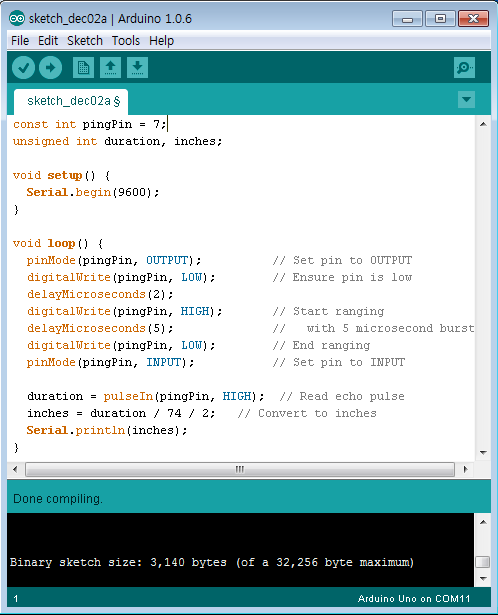 sketch_dec02a | Arduino 1.0.6
File Edit Sketch Tools Help
sketch_dec02a §
const int pingPin = 7;
unsigned int duration, inches;

void setup() {
  Serial.begin(9600);
}

void loop() {
  pinMode(pingPin, OUTPUT);          // Set pin to OUTPUT
  digitalWrite(pingPin, LOW);        // Ensure pin is low
  delayMicroseconds(2);
  digitalWrite(pingPin, HIGH);       // Start ranging
  delayMicroseconds(5);              //   with 5 microsecond burst
  digitalWrite(pingPin, LOW);        // End ranging
  pinMode(pingPin, INPUT);           // Set pin to INPUT

  duration = pulseIn(pingPin, HIGH);  // Read echo pulse
  inches = duration / 74 / 2;   // Convert to inches
  Serial.println(inches);
}
Done compiling.
Binary sketch size: 3,140 bytes (of a 32,256 byte maximum)
1 Arduino Uno on COM11